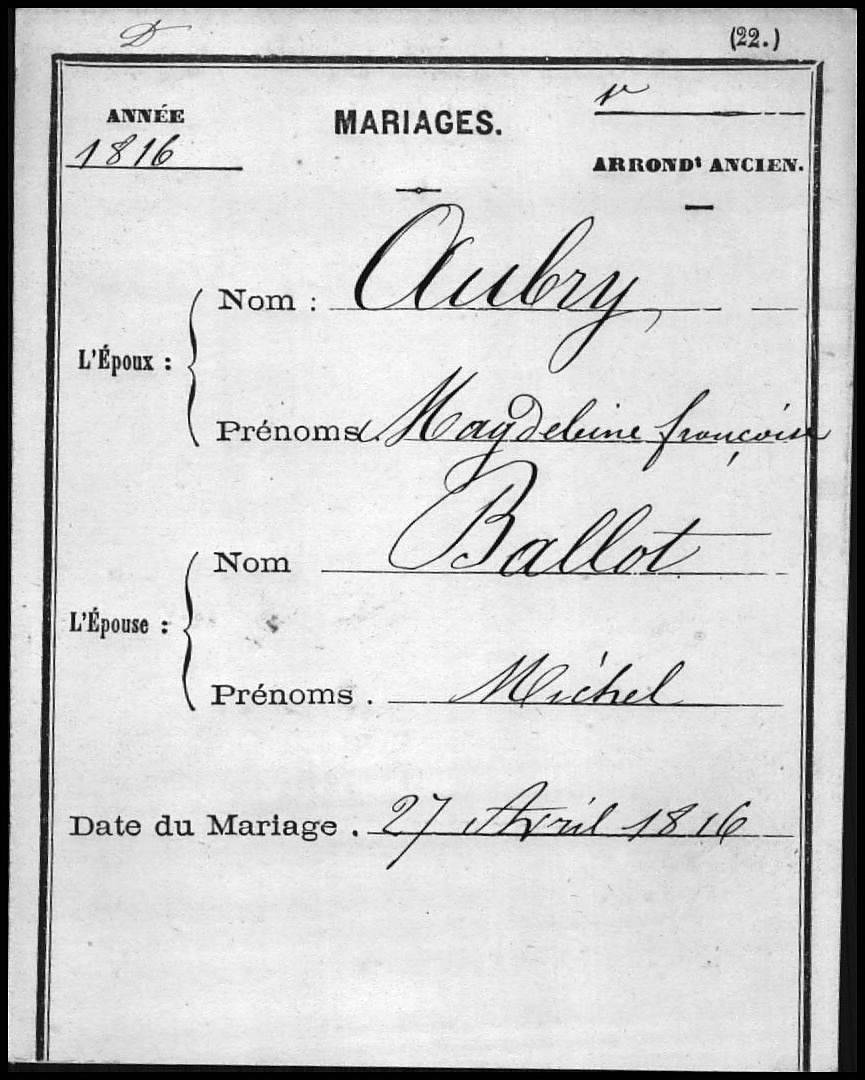 D (22.)
ANNÉE
1816
MARIAGES.
ARRONDᵗ ANCIEN.
L'Époux :
Nom : Aubry
Prénoms Magdeleine françoise
L'Épouse :
Nom Ballot
Prénoms . Michel
Date du Mariage . 27 Avril 1816